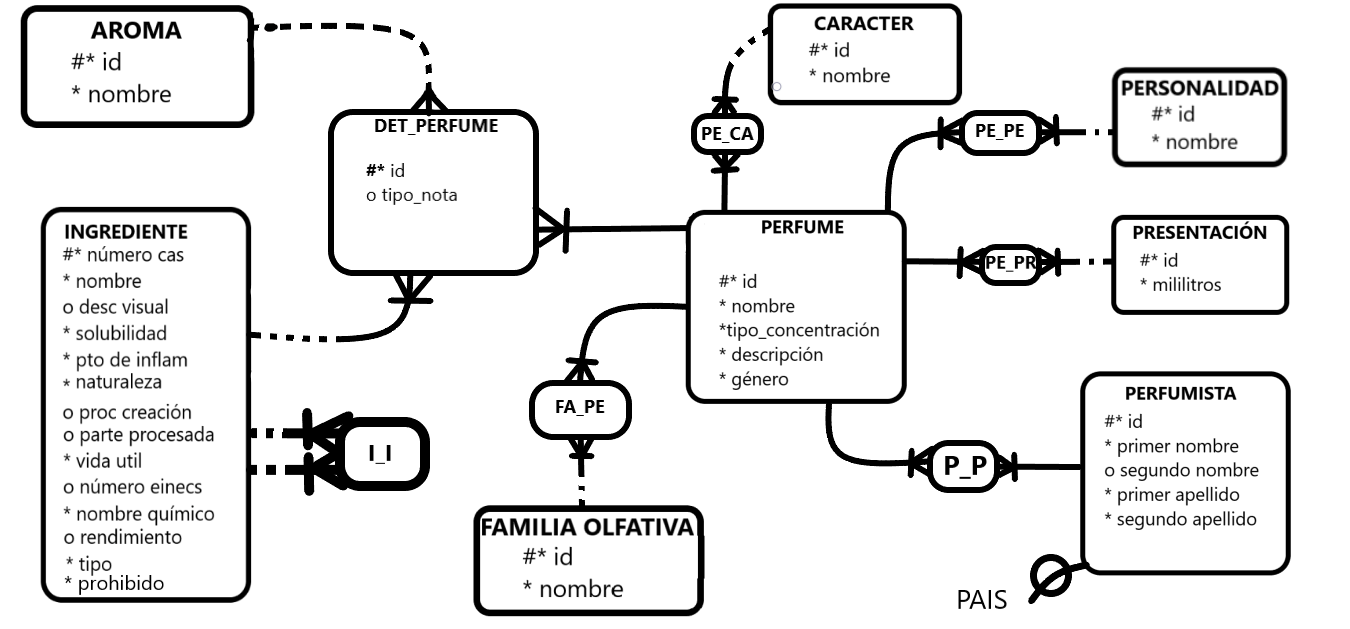 AROMA
#* id
* nombre
DET_PERFUME
#* id
o tipo_nota
CARACTER
#* id
* nombre
PE_CA
PE_PE
PERSONALIDAD
#* id
* nombre
INGREDIENTE
#* número cas
* nombre
o desc visual
* solubilidad
* pto de inflam
* naturaleza
o proc creación
o parte procesada
* vida util
o número einecs
* nombre químico
o rendimiento
* tipo
* prohibido
I_I
PERFUME
#* id
* nombre
*tipo_concentración
* descripción
* género
PE_PR
PRESENTACIÓN
#* id
* mililitros
FA_PE
FAMILIA OLFATIVA
#* id
* nombre
P_P
PERFUMISTA
#* id
* primer nombre
o segundo nombre
* primer apellido
* segundo apellido
PAIS